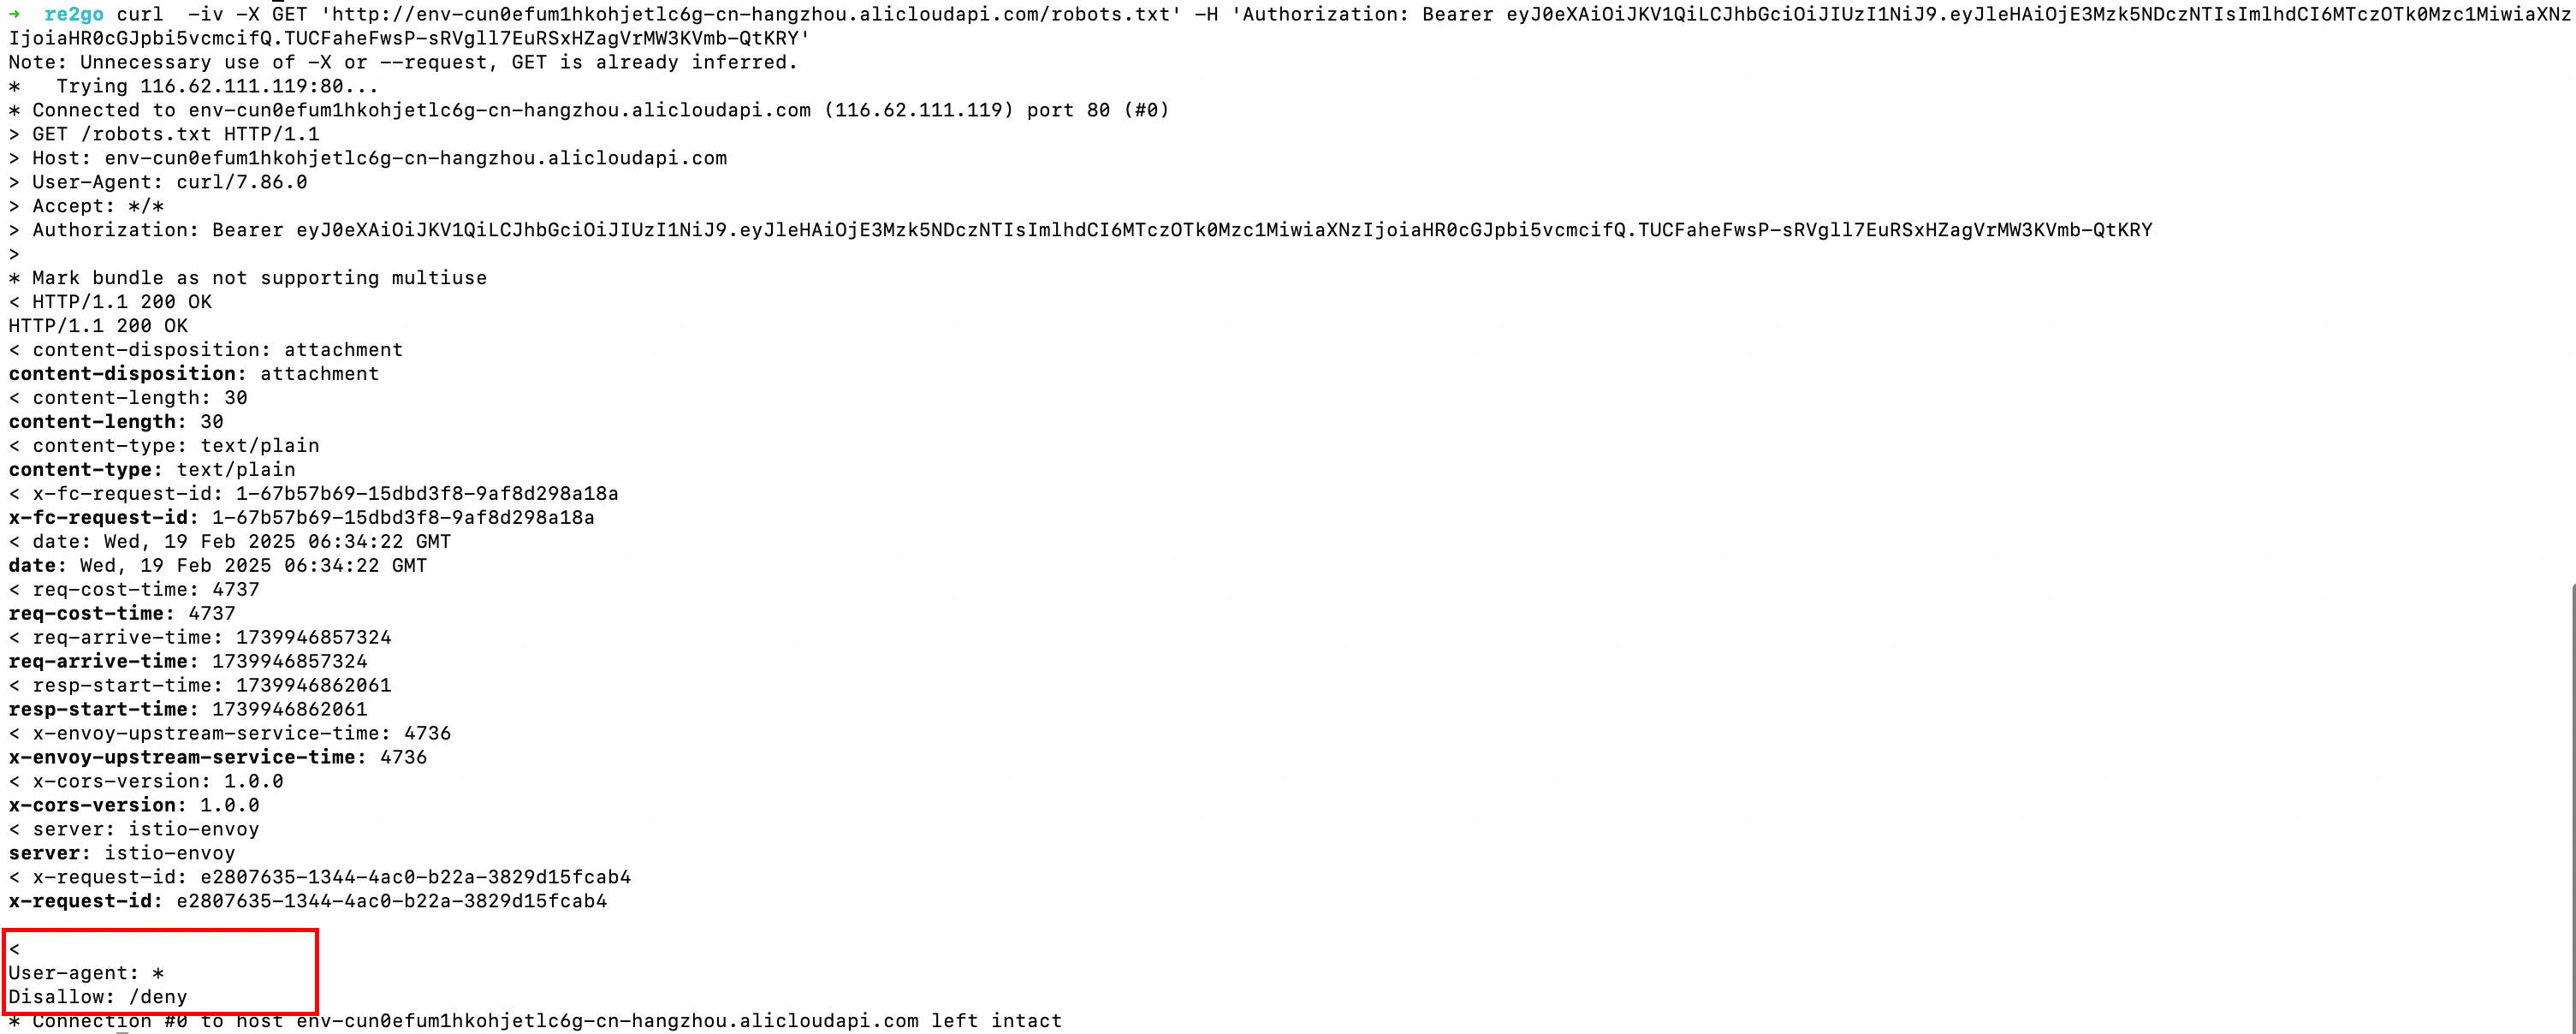 ➜  re2go curl  -iv -X GET 'http://env-cun0efum1hkohjetlc6g-cn-hangzhou.alicloudapi.com/robots.txt' -H 'Authorization: Bearer eyJ0eXAiOiJKV1QiLCJhbGciOiJIUzI1NiJ9.eyJleHAiOjE3Mzk5NDczNTIsImlhdCI6MTczOTk0Mzc1MiwiaXNz
IjoiaHR0cGJpbi5vcmcifQ.TUCFaheFwsP-sRVgll7EuRSxHZagVrMW3KVmb-QtKRY'
Note: Unnecessary use of -X or --request, GET is already inferred.
*   Trying 116.62.111.119:80...
* Connected to env-cun0efum1hkohjetlc6g-cn-hangzhou.alicloudapi.com (116.62.111.119) port 80 (#0)
> GET /robots.txt HTTP/1.1
> Host: env-cun0efum1hkohjetlc6g-cn-hangzhou.alicloudapi.com
> User-Agent: curl/7.86.0
> Accept: */*
> Authorization: Bearer eyJ0eXAiOiJKV1QiLCJhbGciOiJIUzI1NiJ9.eyJleHAiOjE3Mzk5NDczNTIsImlhdCI6MTczOTk0Mzc1MiwiaXNzIjoiaHR0cGJpbi5vcmcifQ.TUCFaheFwsP-sRVgll7EuRSxHZagVrMW3KVmb-QtKRY
>
* Mark bundle as not supporting multiuse
< HTTP/1.1 200 OK
HTTP/1.1 200 OK
< content-disposition: attachment
content-disposition: attachment
< content-length: 30
content-length: 30
< content-type: text/plain
content-type: text/plain
< x-fc-request-id: 1-67b57b69-15dbd3f8-9af8d298a18a
x-fc-request-id: 1-67b57b69-15dbd3f8-9af8d298a18a
< date: Wed, 19 Feb 2025 06:34:22 GMT
date: Wed, 19 Feb 2025 06:34:22 GMT
< req-cost-time: 4737
req-cost-time: 4737
< req-arrive-time: 1739946857324
req-arrive-time: 1739946857324
< resp-start-time: 1739946862061
resp-start-time: 1739946862061
< x-envoy-upstream-service-time: 4736
x-envoy-upstream-service-time: 4736
< x-cors-version: 1.0.0
x-cors-version: 1.0.0
< server: istio-envoy
server: istio-envoy
< x-request-id: e2807635-1344-4ac0-b22a-3829d15fcab4
x-request-id: e2807635-1344-4ac0-b22a-3829d15fcab4
<
User-agent: *
Disallow: /deny
* Connection #0 to host env-cun0efum1hkohjetlc6g-cn-hangzhou.alicloudapi.com left intact